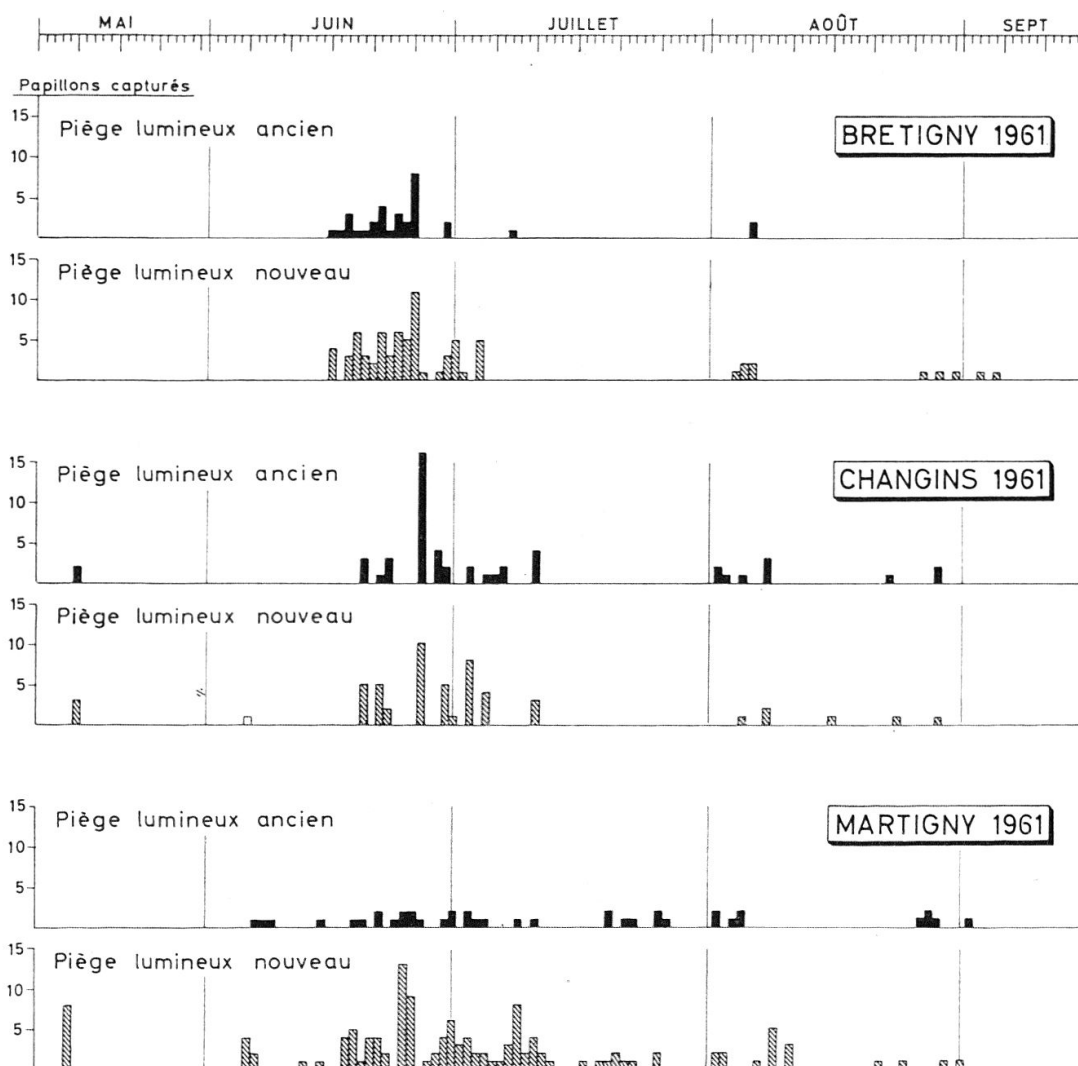 MAI JUIN JUILLET AOÛT SEPT
Papillons capturés
15
Piège lumineux ancien
BRETIGNY 1961
10
5
15
Piège lumineux nouveau
10
5
15
Piège lumineux ancien
CHANGINS 1961
10
5
15
Piège lumineux nouveau
10
5
15
Piège lumineux ancien
MARTIGNY 1961
10
5
15
Piège lumineux nouveau
10
5